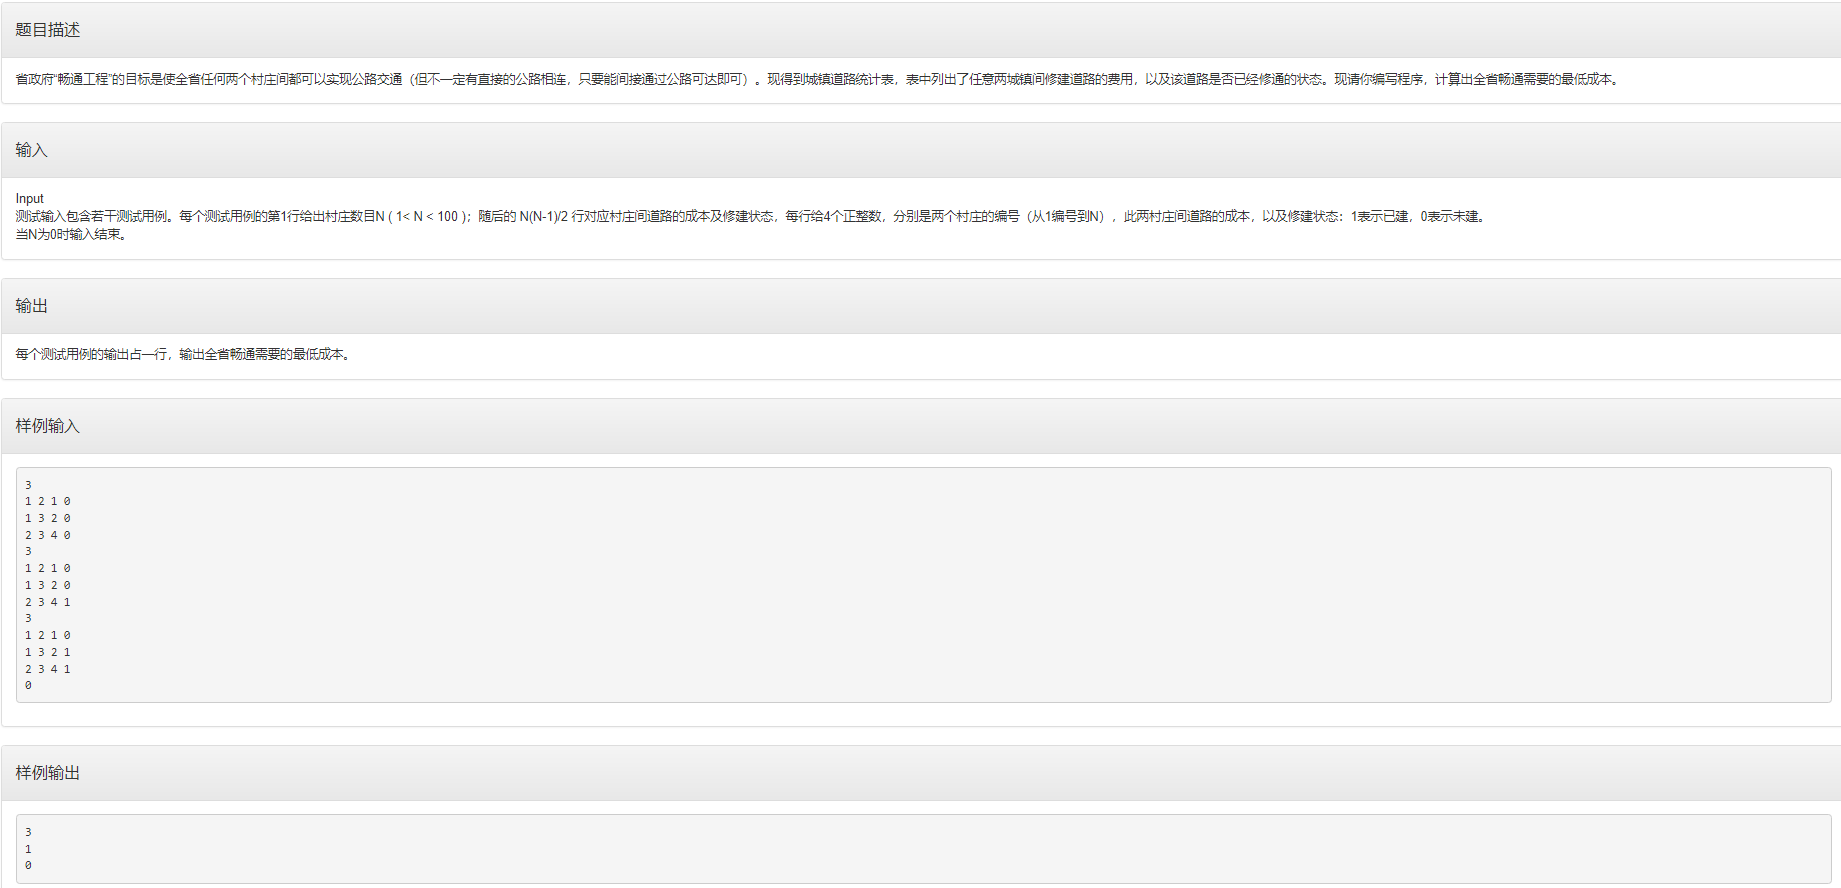 题目描述
省政府“畅通工程”的目标是使全省任何两个村庄间都可以实现公路交通（但不一定有直接的公路相连，只要能间接通过公路可达即可）。现得到城镇道路统计表，表中列出了任意两城镇间修建道路的费用，以及该道路是否已经修通的状态。现请你编写程序，计算出全省畅通需要的最低成本。
输入
Input
测试输入包含若干测试用例。每个测试用例的第1行给出村庄数目N ( 1< N < 100 )；随后的 N(N-1)/2 行对应村庄间道路的成本及修建状态，每行给4个正整数，分别是两个村庄的编号（从1编号到N），此两村庄间道路的成本，以及修建状态：1表示已建，0表示未建。
当N为0时输入结束。
输出
每个测试用例的输出占一行，输出全省畅通需要的最低成本。
样例输入
3
1 2 1 0
1 3 2 0
2 3 4 0
3
1 2 1 0
1 3 2 0
2 3 4 1
3
1 2 1 0
1 3 2 1
2 3 4 1
0
样例输出
3
1
0